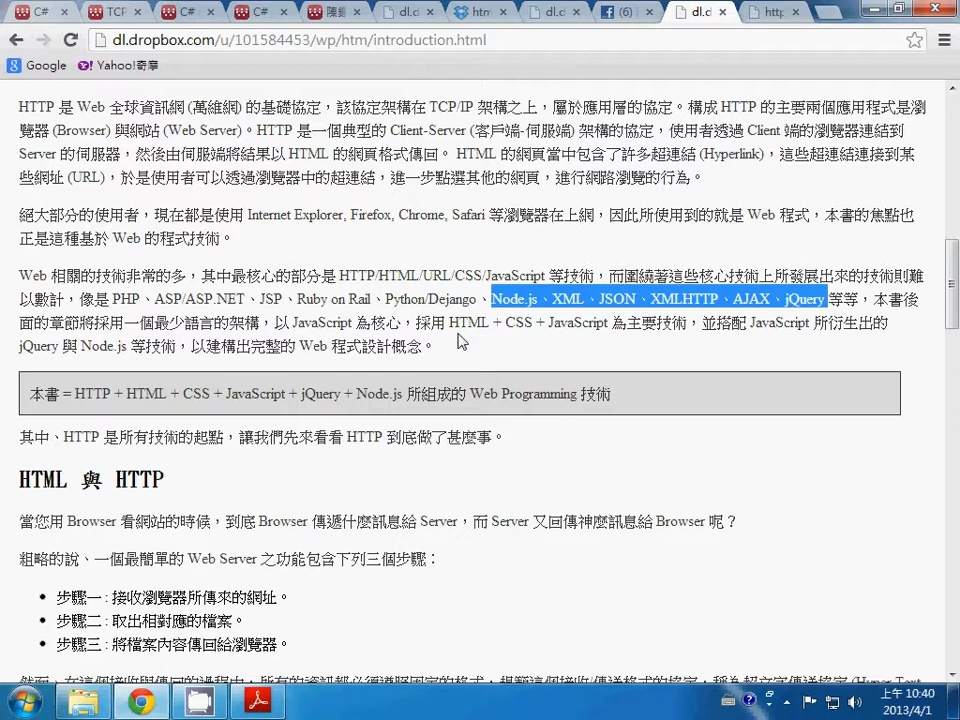 C#
TCP
C#
C#
陳鍾
dl.c
htm
dl.c
(6)
dl.c
http
dl.dropbox.com/u/101584453/wp/htm/introduction.html
Google
Yahoo!奇摩
HTTP 是 Web 全球資訊網 (萬維網) 的基礎協定，該協定架構在 TCP/IP 架構之上，屬於應用層的協定。構成 HTTP 的主要兩個應用程式是瀏
覽器 (Browser) 與網站 (Web Server)。HTTP 是一個典型的 Client-Server (客戶端-伺服端) 架構的協定，使用者透過 Client 端的瀏覽器連結到
Server 的伺服器，然後由伺服端將結果以 HTML 的網頁格式傳回。 HTML 的網頁當中包含了許多超連結 (Hyperlink)，這些超連結連接到某
些網址 (URL)，於是使用者可以透過瀏覽器中的超連結，進一步點選其他的網頁，進行網路瀏覽的行為。
絕大部分的使用者，現在都是使用 Internet Explorer, Firefox, Chrome, Safari 等瀏覽器在上網，因此所使用到的就是 Web 程式，本書的焦點也
正是這種基於 Web 的程式技術。
Web 相關的技術非常的多，其中最核心的部分是 HTTP/HTML/URL/CSS/JavaScript 等技術，而圍繞著這些核心技術上所發展出來的技術則難
以數計，像是 PHP、ASP/ASP.NET、JSP、Ruby on Rail、Python/Dejango、Node.js、XML、JSON、XMLHTTP、AJAX、jQuery 等等，本書後
面的章節將採用一個最少語言的架構，以 JavaScript 為核心，採用 HTML + CSS + JavaScript 為主要技術，並搭配 JavaScript 所衍生出的
jQuery 與 Node.js 等技術，以建構出完整的 Web 程式設計概念。
本書 = HTTP + HTML + CSS + JavaScript + jQuery + Node.js 所組成的 Web Programming 技術
其中、HTTP 是所有技術的起點，讓我們先來看看 HTTP 到底做了甚麼事。
HTML 與 HTTP
當您用 Browser 看網站的時候，到底 Browser 傳遞什麼訊息給 Server，而 Server 又回傳神麼訊息給 Browser 呢？
粗略的說、一個最簡單的 Web Server 之功能包含下列三個步驟：
• 步驟一 : 接收瀏覽器所傳來的網址。
• 步驟二 : 取出相對應的檔案。
• 步驟三 : 將檔案內容傳回給瀏覽器。
上午 10:40
2013/4/1